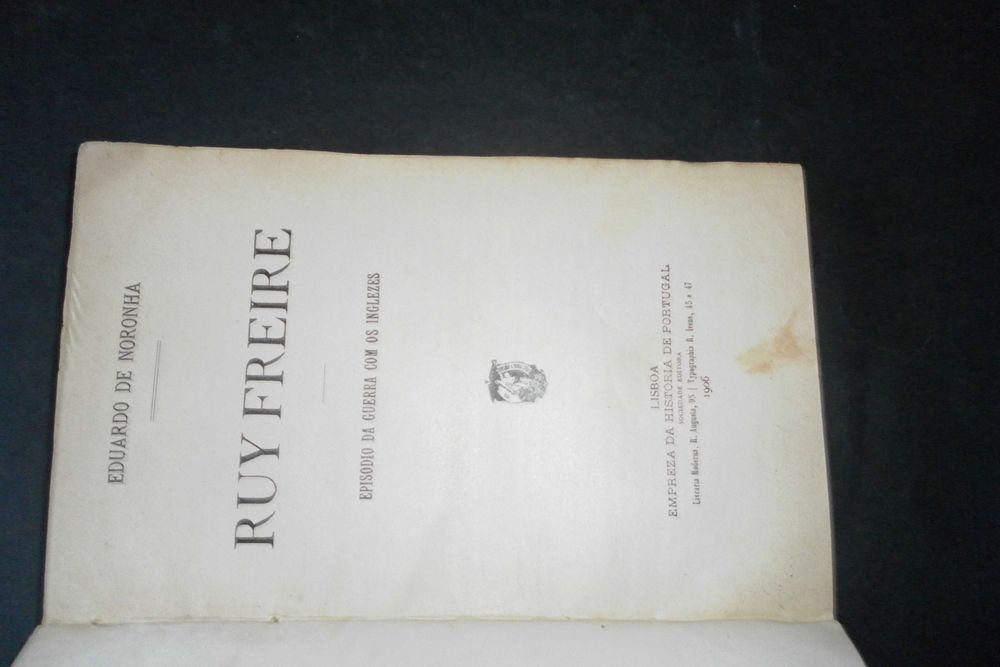 EDUARDO DE NORONHA
RUY FREIRE
EPISODIO DA GUERRA COM OS INGLEZES
LISBOA
EMPREZA DA HISTORIA DE PORTUGAL
SOCIEDADE EDITORA
Livraria Moderna, R. Augusta, 95 | Typographia R. Ivens, 45 e 47
1906